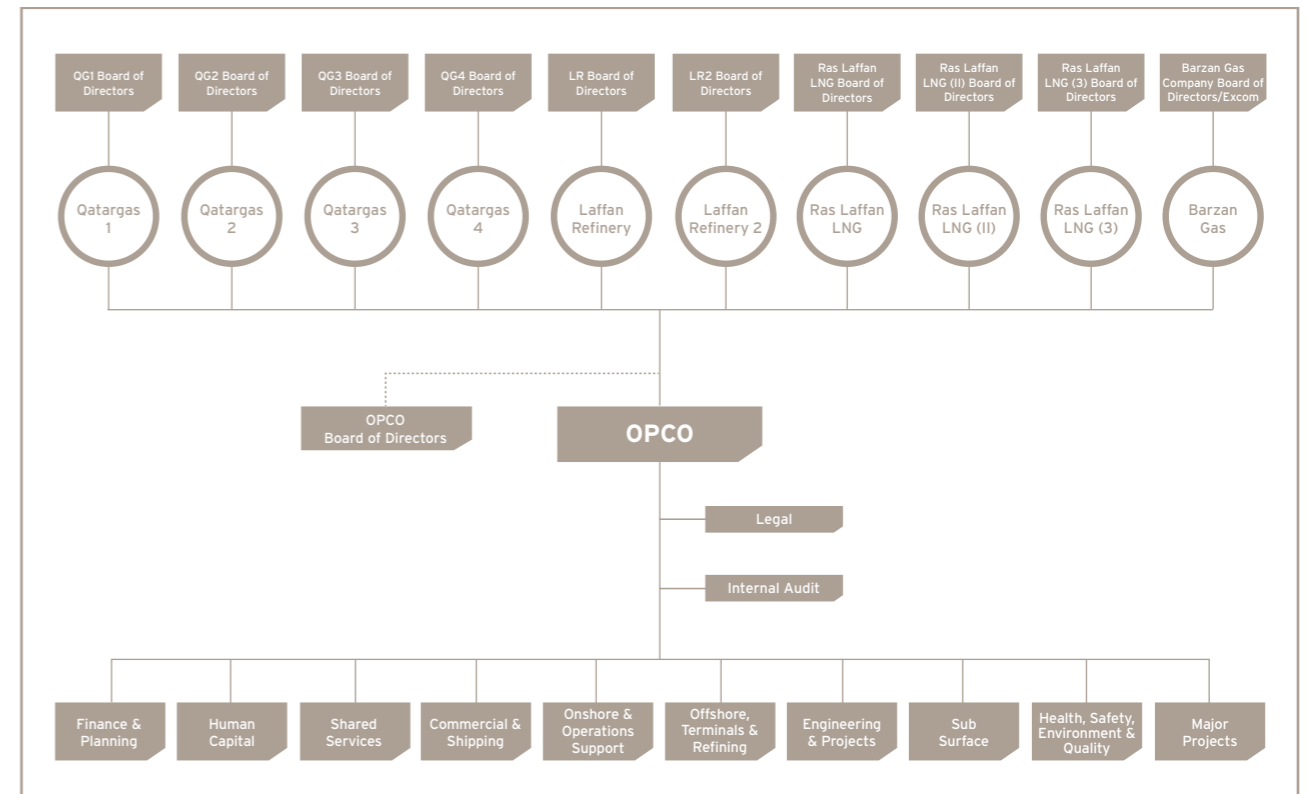 QG1 Board of
Directors
QG2 Board of
Directors
QG3 Board of
Directors
QG4 Board of
Directors
LR Board of
Directors
LR2 Board of
Directors
Ras Laffan
LNG Board of
Directors
Ras Laffan
LNG (II) Board of
Directors
Ras Laffan
LNG (3) Board of
Directors
Barzan Gas
Company Board of
Directors/Excom
Qatargas
1
Qatargas
2
Qatargas
3
Qatargas
4
Laffan
Refinery
Laffan
Refinery 2
Ras Laffan
LNG
Ras Laffan
LNG (II)
Ras Laffan
LNG (3)
Barzan
Gas
OPCO
Board of Directors
OPCO
Legal
Internal Audit
Finance &
Planning
Human
Capital
Shared
Services
Commercial &
Shipping
Onshore &
Operations
Support
Offshore,
Terminals &
Refining
Engineering
& Projects
Sub
Surface
Health, Safety,
Environment &
Quality
Major
Projects